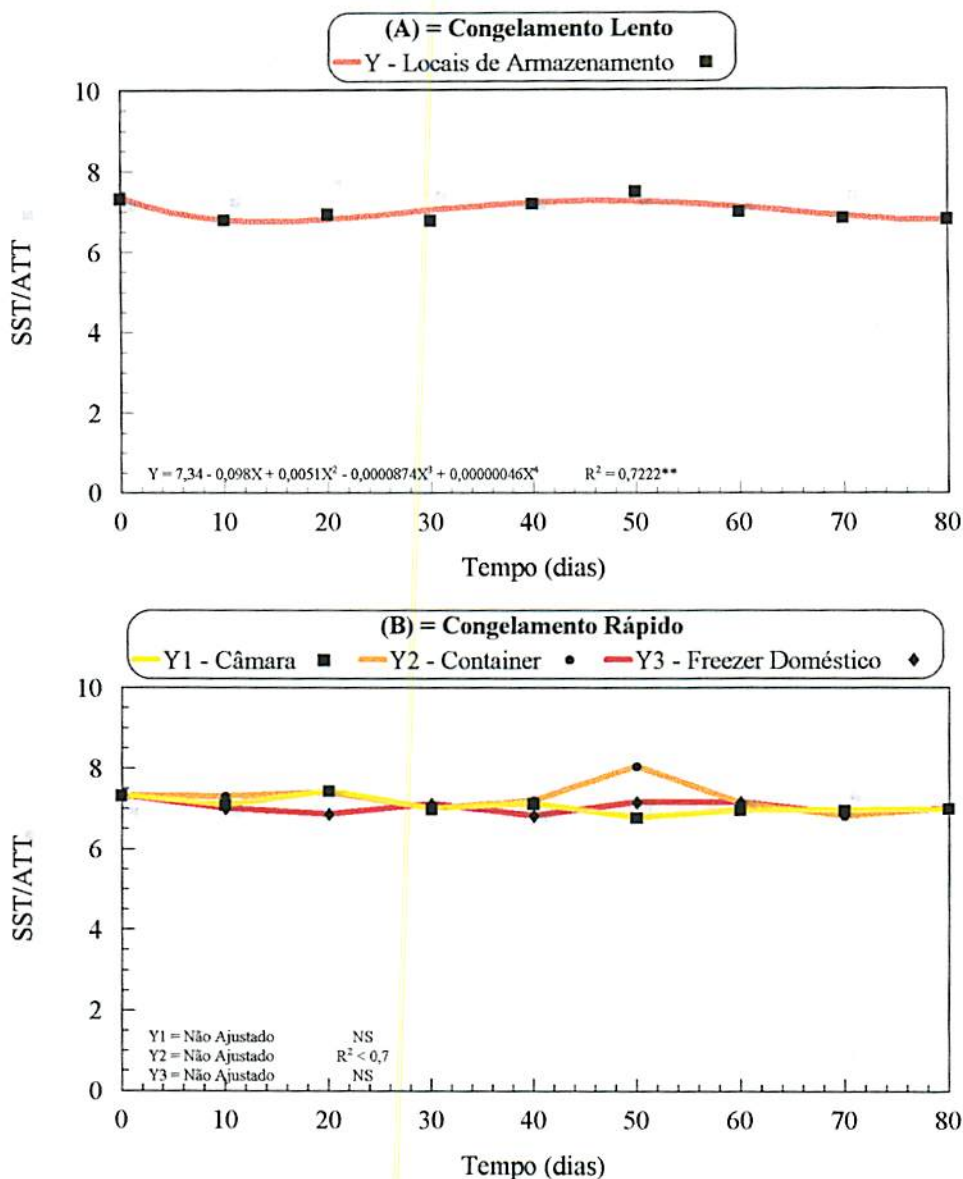 (A) = Congelamento Lento
Y - Locais de Armazenamento
10
8
6
4
2
0
SST/ATT
Y = 7,34 - 0,098X + 0,0051X² - 0,0000874X³ + 0,00000046X⁴ R² = 0,7222**
0 10 20 30 40 50 60 70 80
Tempo (dias)
(B) = Congelamento Rápido
Y1 - Câmara Y2 - Container Y3 - Freezer Doméstico
10
8
6
4
2
0
SST/ATT
Y1 = Não Ajustado NS
Y2 = Não Ajustado R² < 0,7
Y3 = Não Ajustado NS
0 10 20 30 40 50 60 70 80
Tempo (dias)